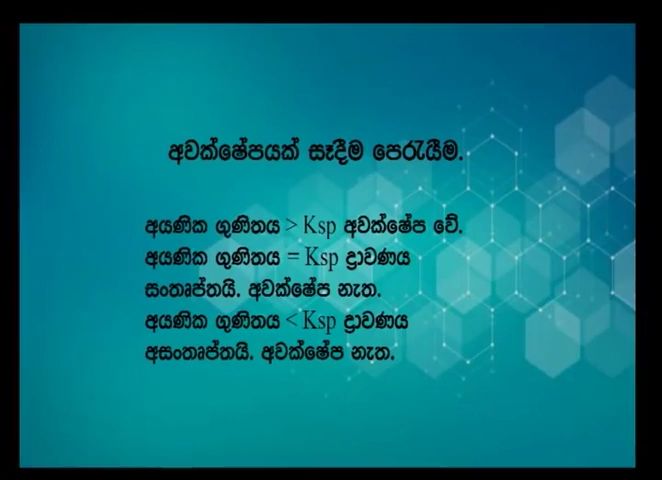 අවක්ෂේපයක් සෑදීම පෙරැයීම.
අයණික ගුණිතය > Ksp අවක්ෂේප වේ.
අයණික ගුණිතය = Ksp ද්‍රාවණය
සංතෘප්තයි. අවක්ෂේප නැත.
අයණික ගුණිතය < Ksp ද්‍රාවණය
අසංතෘප්තයි. අවක්ෂේප නැත.